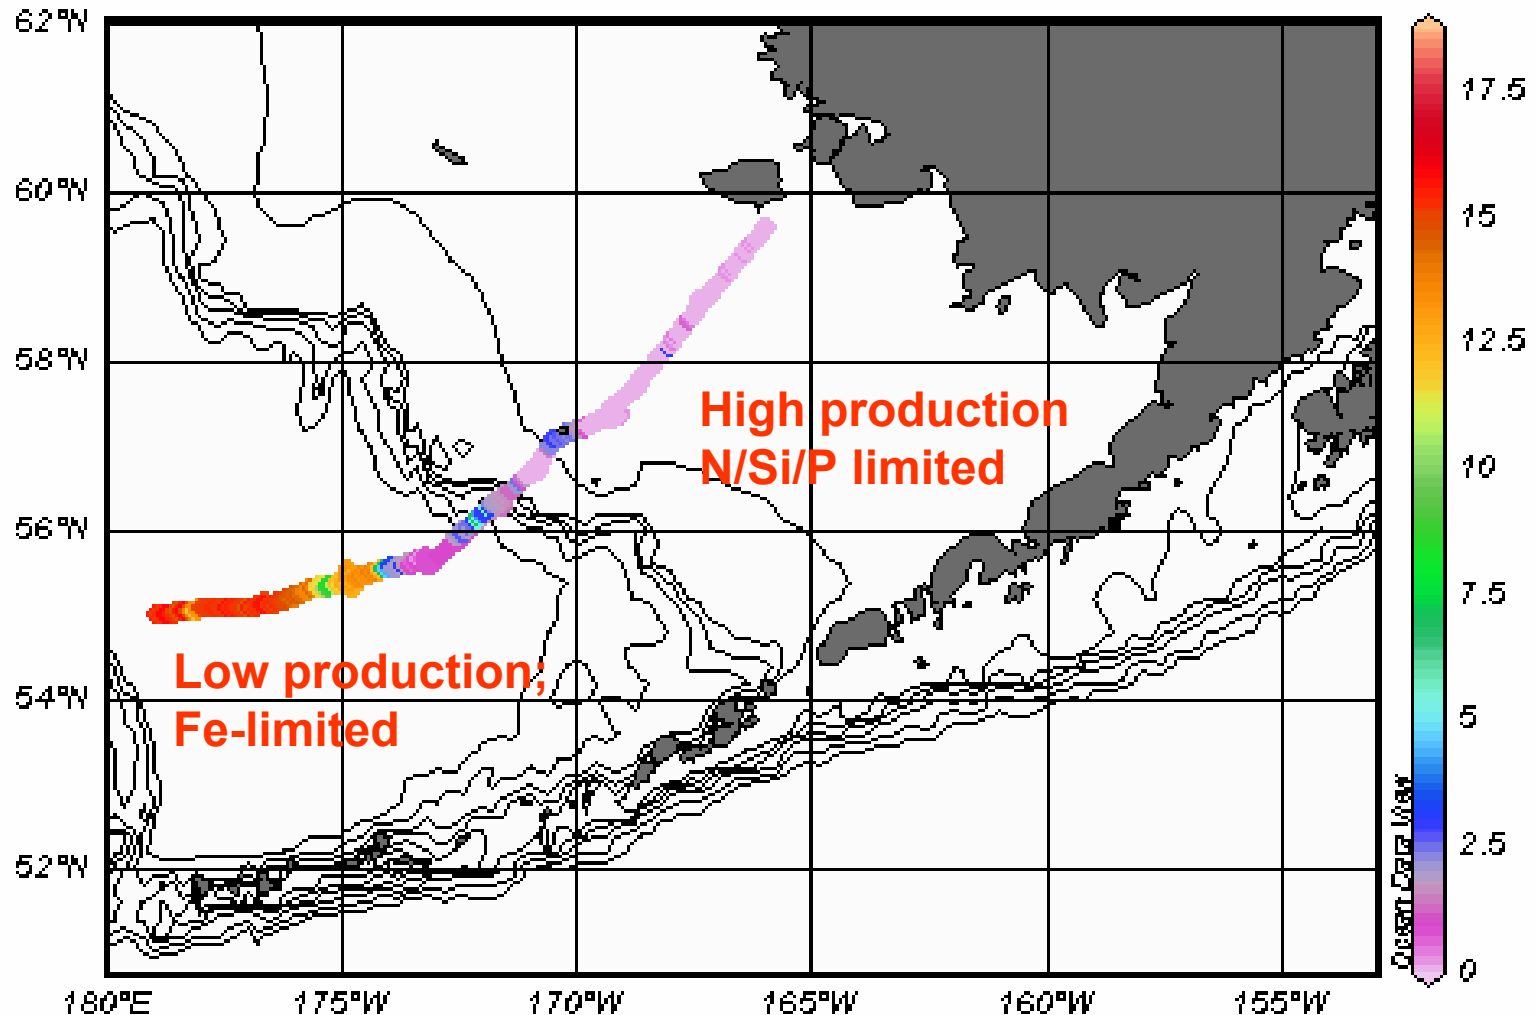 62°N
60°N
58°N
56°N
54°N
52°N
180°E
175°W
170°W
165°W
160°W
155°W
High production
N/Si/P limited
Low production;
Fe-limited
17.5
15
12.5
10
7.5
5
2.5
0
Ocean Data View